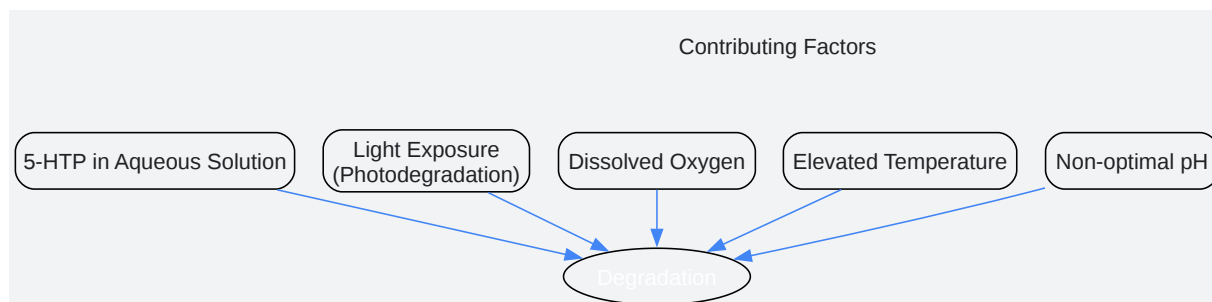 Contributing Factors
5-HTP in Aqueous Solution
Light Exposure
(Photodegradation)
Dissolved Oxygen
Elevated Temperature
Non-optimal pH
Degradation